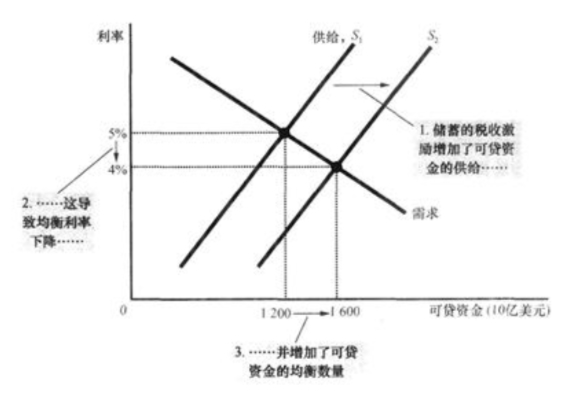 利率
供给，S₁
S₂
5%
4%
1. 储蓄的税收激
励增加了可贷资
金的供给……
2. ……这导
致均衡利率
下降……
需求
0
1 200
1 600
可贷资金 (10亿美元)
3. ……并增加了可贷
资金的均衡数量